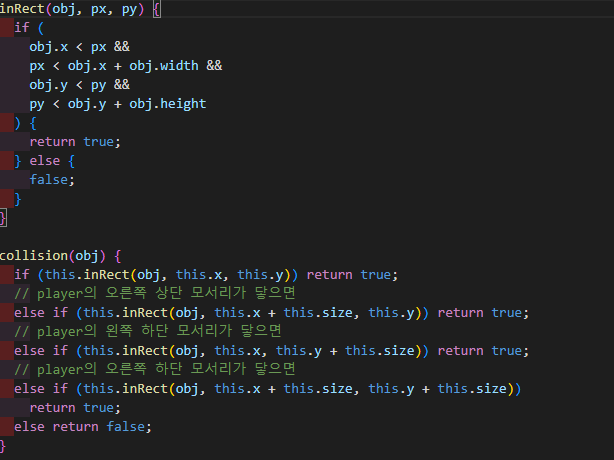 inRect(obj, px, py) {
if (
obj.x < px &&
px < obj.x + obj.width &&
obj.y < py &&
py < obj.y + obj.height
) {
return true;
} else {
false;
}
}
collision(obj) {
if (this.inRect(obj, this.x, this.y)) return true;
// player의 오른쪽 상단 모서리가 닿으면
else if (this.inRect(obj, this.x + this.size, this.y)) return true;
// player의 왼쪽 하단 모서리가 닿으면
else if (this.inRect(obj, this.x, this.y + this.size)) return true;
// player의 오른쪽 하단 모서리가 닿으면
else if (this.inRect(obj, this.x + this.size, this.y + this.size))
return true;
else return false;
}